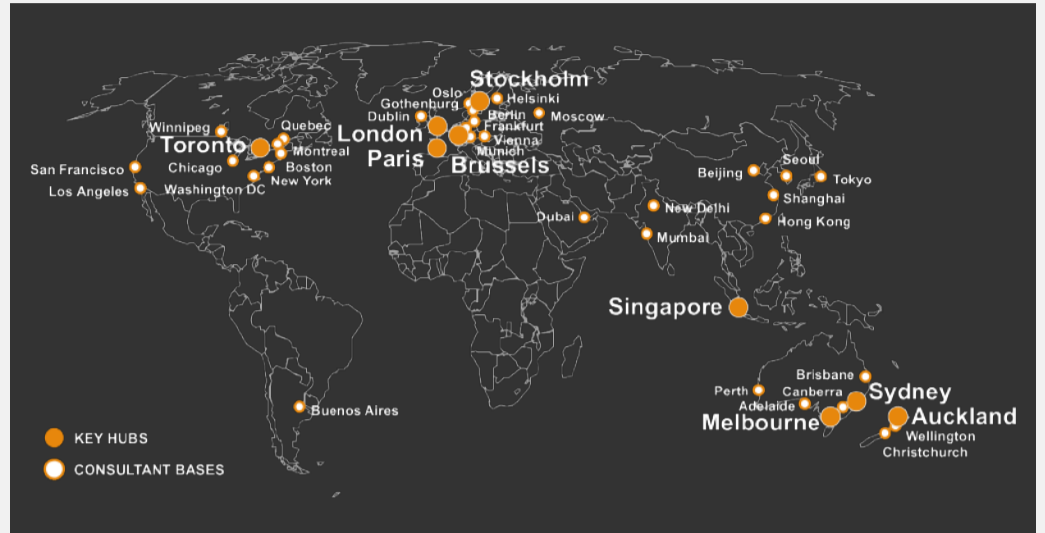 Stockholm
Oslo
Helsinki
Gothenburg
Dublin
Berlin
Moscow
London
Frankfurt
Vienna
Munich
Paris
Brussels
Winnipeg
Quebec
Toronto
Montreal
Chicago
Boston
San Francisco
New York
Washington DC
Los Angeles
Seoul
Beijing
Tokyo
Shanghai
New Delhi
Dubai
Hong Kong
Mumbai
Singapore
Brisbane
Perth
Canberra
Sydney
Adelaide
Melbourne
Auckland
Wellington
Christchurch
Buenos Aires
KEY HUBS
CONSULTANT BASES